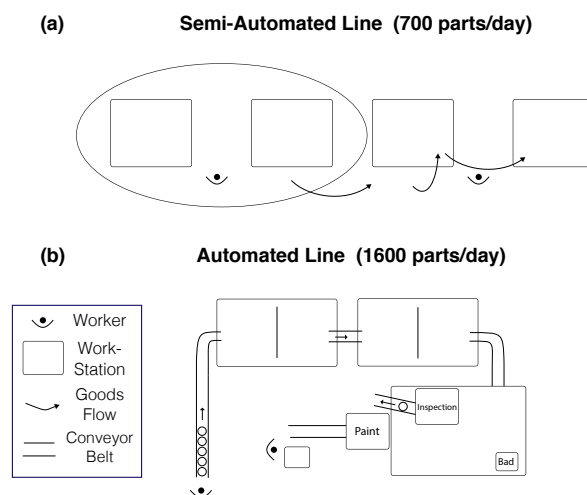 (a) Semi-Automated Line (700 parts/day)
(b) Automated Line (1600 parts/day)
Worker
Work-
Station
Goods
Flow
Conveyor
Belt
Inspection
Paint
Bad